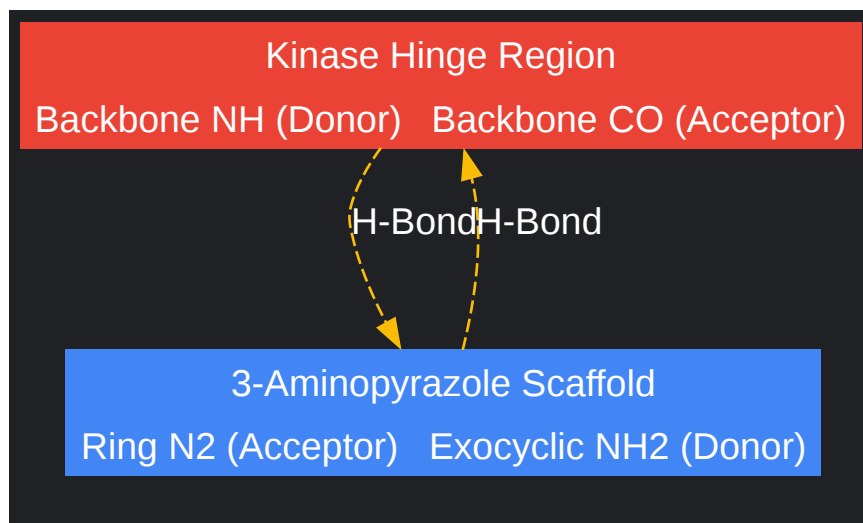 Kinase Hinge Region
Backbone NH (Donor) Backbone CO (Acceptor)
H-Bond H-Bond
3-Aminopyrazole Scaffold
Ring N2 (Acceptor) Exocyclic NH2 (Donor)